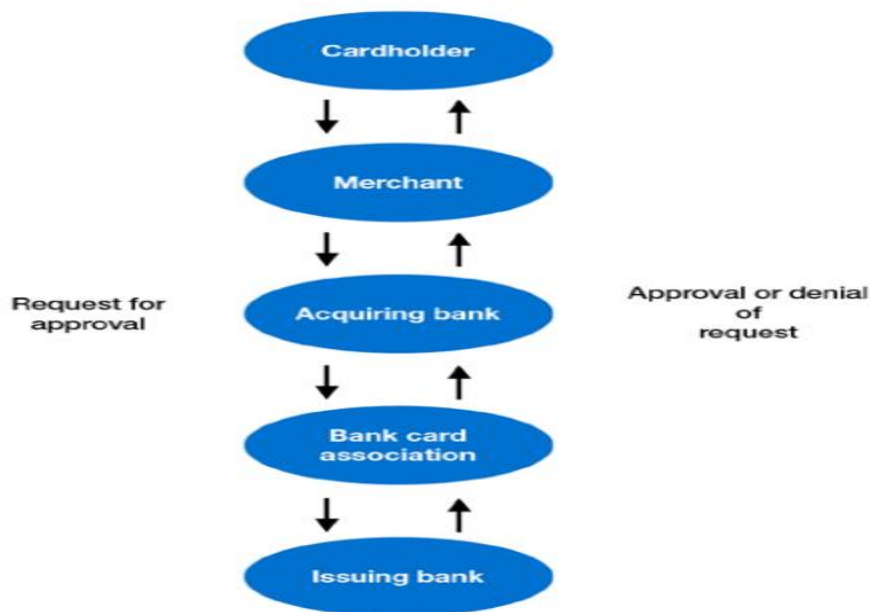 Cardholder
Merchant
Request for
approval
Acquiring bank
Approval or denial
of
request
Bank card
association
Issuing bank